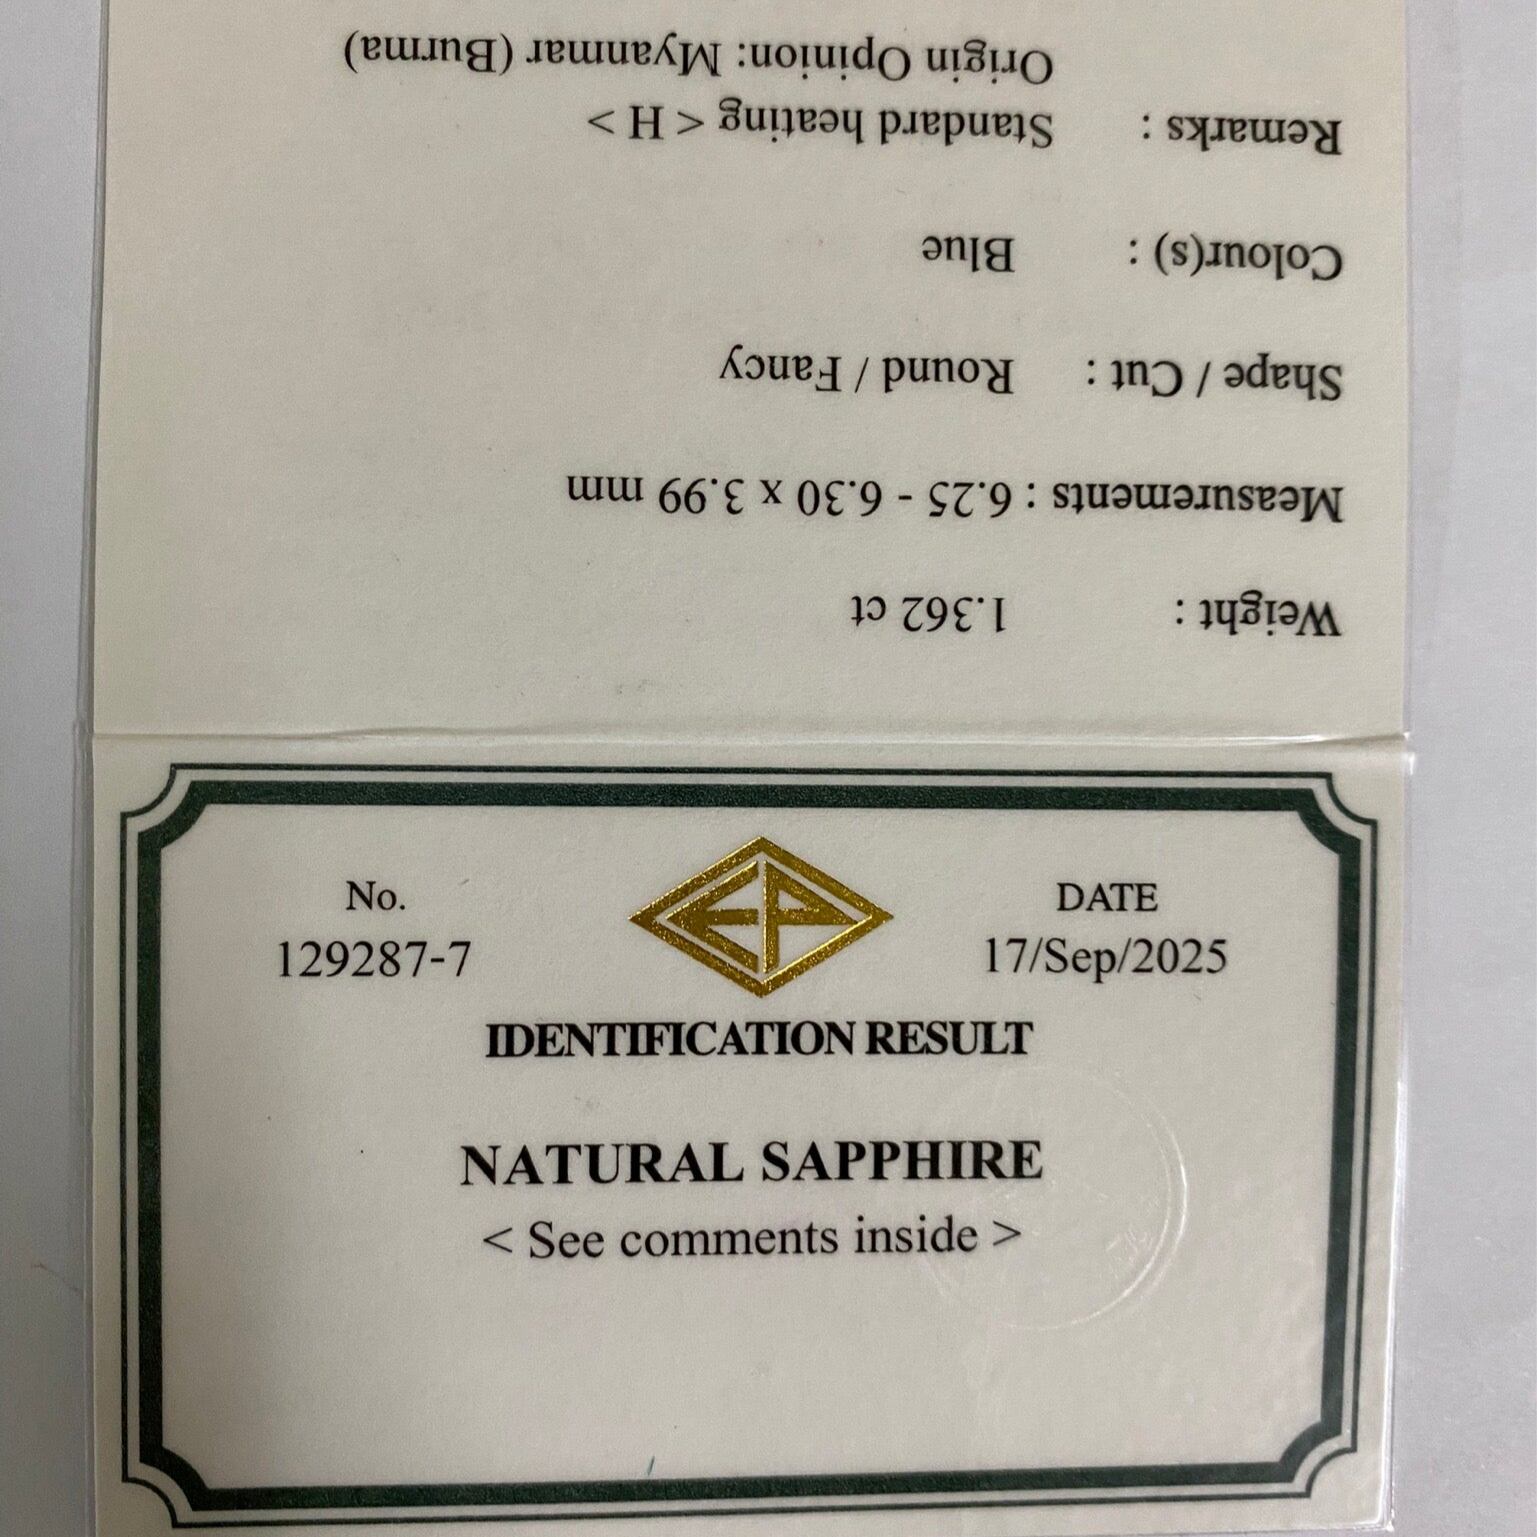 No.
129287-7
EP
DATE
17/Sep/2025
IDENTIFICATION RESULT
NATURAL SAPPHIRE
< See comments inside >
Weight : 1.362 ct
Measurements : 6.25 - 6.30 x 3.99 mm
Shape / Cut : Round / Fancy
Colour(s) : Blue
Remarks : Standard heating < H >
Origin Opinion: Myanmar (Burma)